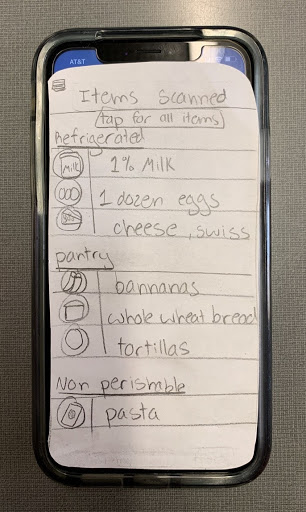 AT&T
Items Scanned
tap for all items
Refrigerated
Milk
1% Milk
1 dozen eggs
cheese, swiss
pantry
bannanas
whole wheat bread
tortillas
Non perishable
pasta